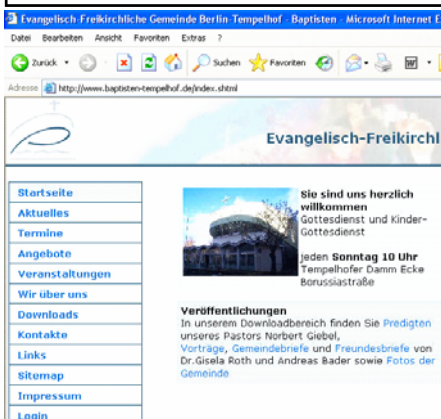 Evangelisch-Freikirchliche Gemeinde Berlin-Tempelhof - Baptisten - Microsoft Internet E
Datei Bearbeiten Ansicht Favoriten Extras ?
Zurück Suchen Favoriten
Adresse http://www.baptisten-tempelhof.de/index.shtml
Evangelisch-Freikirchl
Startseite
Aktuelles
Termine
Angebote
Veranstaltungen
Wir über uns
Downloads
Kontakte
Links
Sitemap
Impressum
Login
Sie sind uns herzlich
willkommen
Gottesdienst und Kinder-
Gottesdienst
jeden Sonntag 10 Uhr
Tempelhofer Damm Ecke
Borussiastraße
Veröffentlichungen
In unserem Downloadbereich finden Sie Predigten
unseres Pastors Norbert Giebel,
Vorträge, Gemeindebriefe und Freundesbriefe von
Dr.Gisela Roth und Andreas Bader sowie Fotos der
Gemeinde